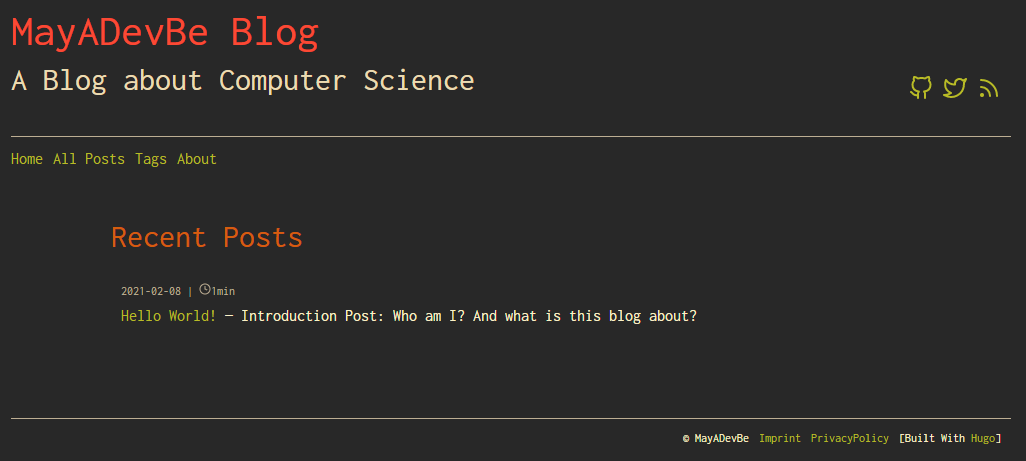 MayADevBe Blog
A Blog about Computer Science
Home All Posts Tags About
Recent Posts
2021-02-08 | 1min
Hello World! — Introduction Post: Who am I? And what is this blog about?
© MayADevBe Imprint PrivacyPolicy [Built With Hugo]